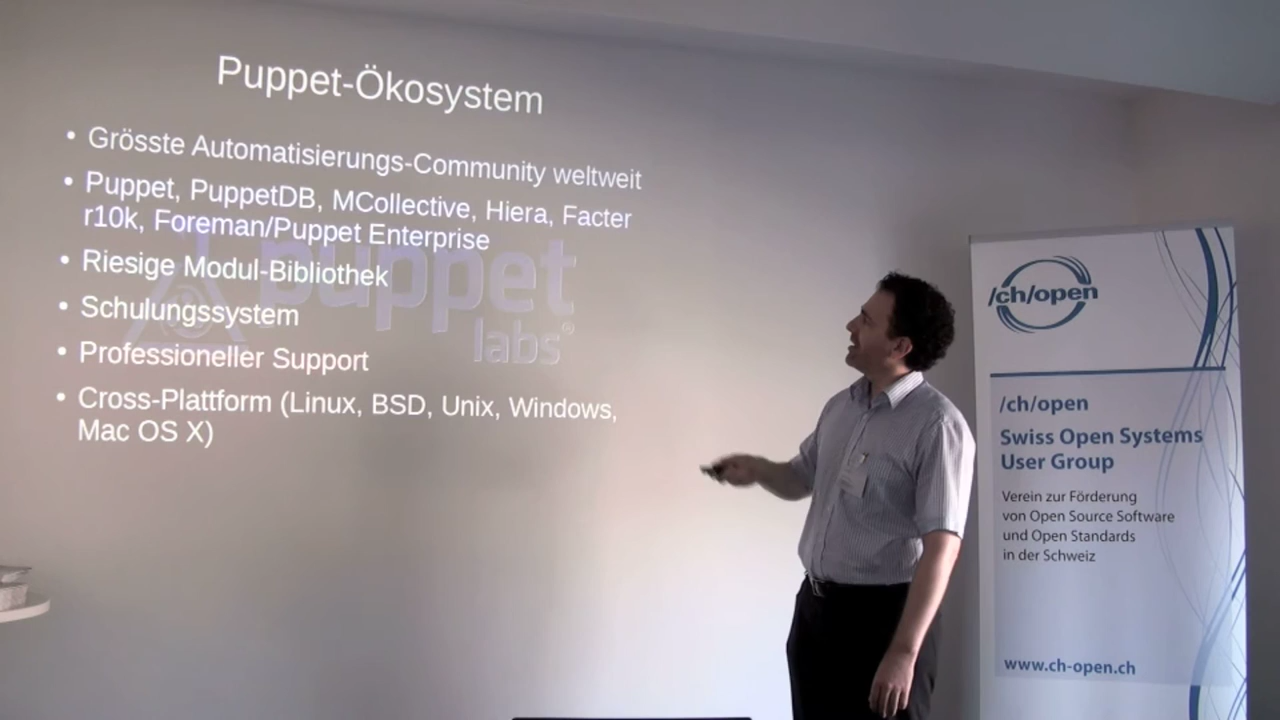 Puppet-Ökosystem
• Grösste Automatisierungs-Community weltweit
• Puppet, PuppetDB, MCollective, Hiera, Facter
r10k, Foreman/Puppet Enterprise
• Riesige Modul-Bibliothek
• Schulungssystem
• Professioneller Support
• Cross-Plattform (Linux, BSD, Unix, Windows,
Mac OS X)
puppet
labs®
/ch/open
/ch/open
Swiss Open Systems
User Group
Verein zur Förderung
von Open Source Software
und Open Standards
in der Schweiz
www.ch-open.ch